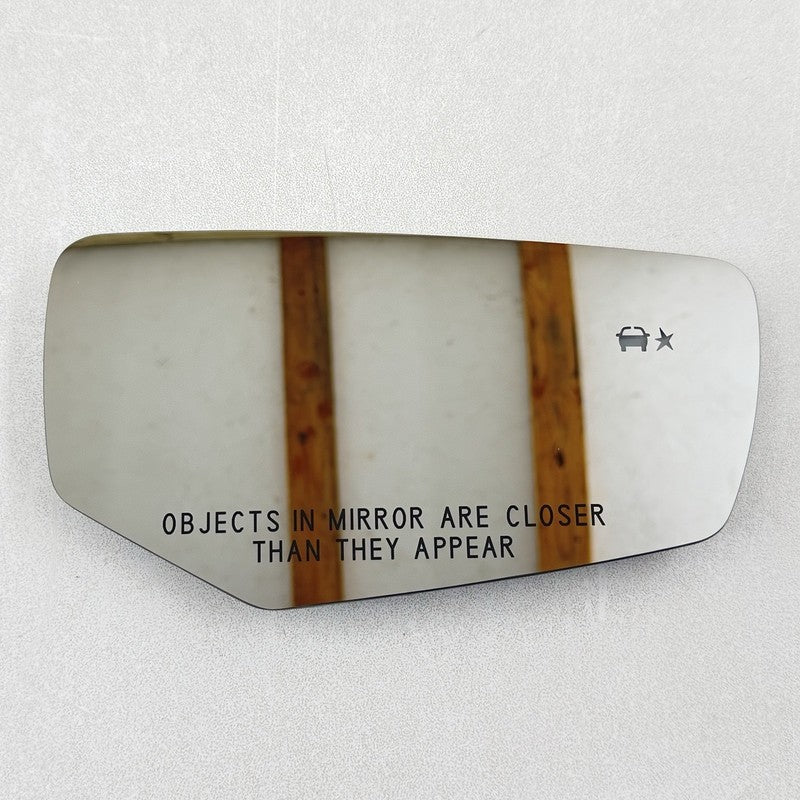 OBJECTS IN MIRROR ARE CLOSER
THAN THEY APPEAR